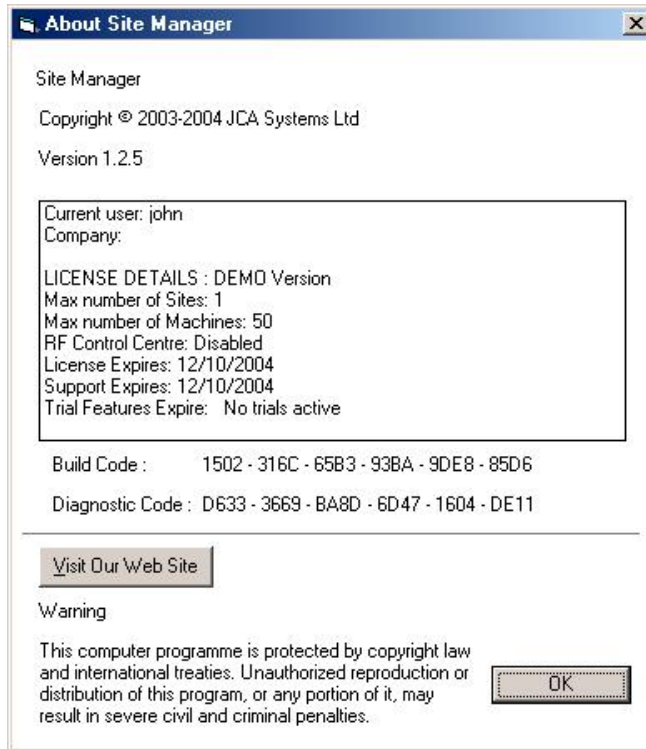 About Site Manager
Site Manager
Copyright © 2003-2004 JCA Systems Ltd
Version 1.2.5
Current user: john
Company:
LICENSE DETAILS : DEMO Version
Max number of Sites: 1
Max number of Machines: 50
RF Control Centre: Disabled
License Expires: 12/10/2004
Support Expires: 12/10/2004
Trial Features Expire: No trials active
Build Code : 1502 - 316C - 65B3 - 93BA - 9DE8 - 85D6
Diagnostic Code : D633 - 3669 - BA8D - 6D47 - 1604 - DE11
Visit Our Web Site
Warning
This computer programme is protected by copyright law
and international treaties. Unauthorized reproduction or
distribution of this program, or any portion of it, may
result in severe civil and criminal penalties.
OK